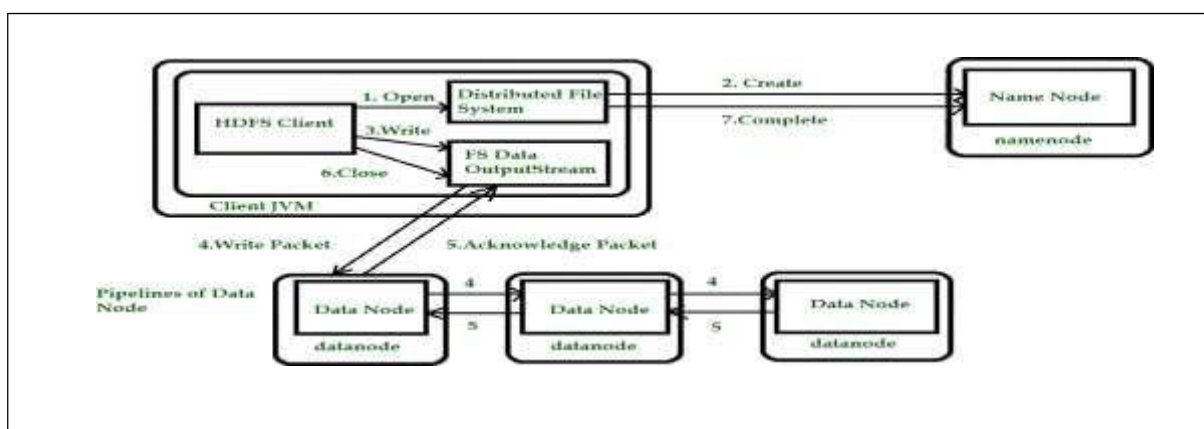 1. Open
Distributed File
System
2. Create
Name Node
HDFS Client
3.Write
7.Complete
namenode
FS Data
OutputStream
6.Close
Client JVM
4.Write Packet
5.Acknowledge Packet
Pipelines of Data
Node
4
4
Data Node
Data Node
Data Node
5
5
datanode
datanode
datanode